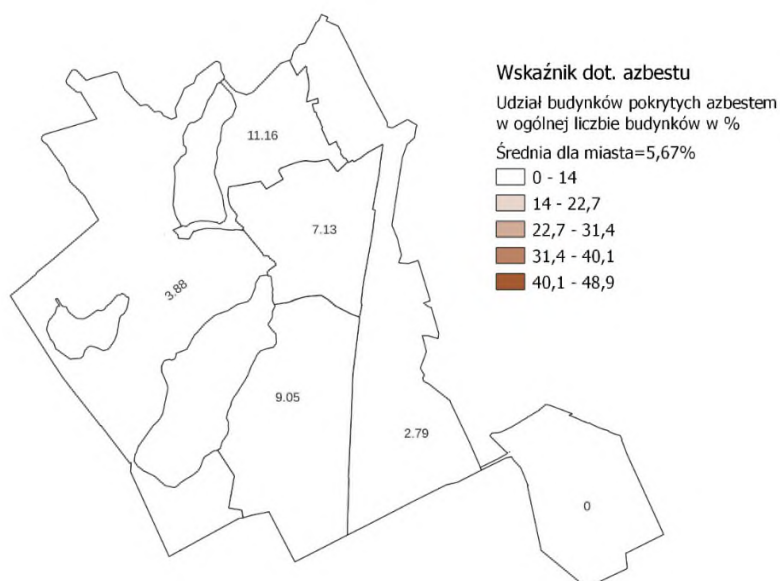 Wskaźnik dot. azbestu
Udział budynków pokrytych azbestem
w ogólnej liczbie budynków w %
Średnia dla miasta=5,67%
0 - 14
14 - 22,7
22,7 - 31,4
31,4 - 40,1
40,1 - 48,9
11.16
7.13
3.88
9.05
2.79
0